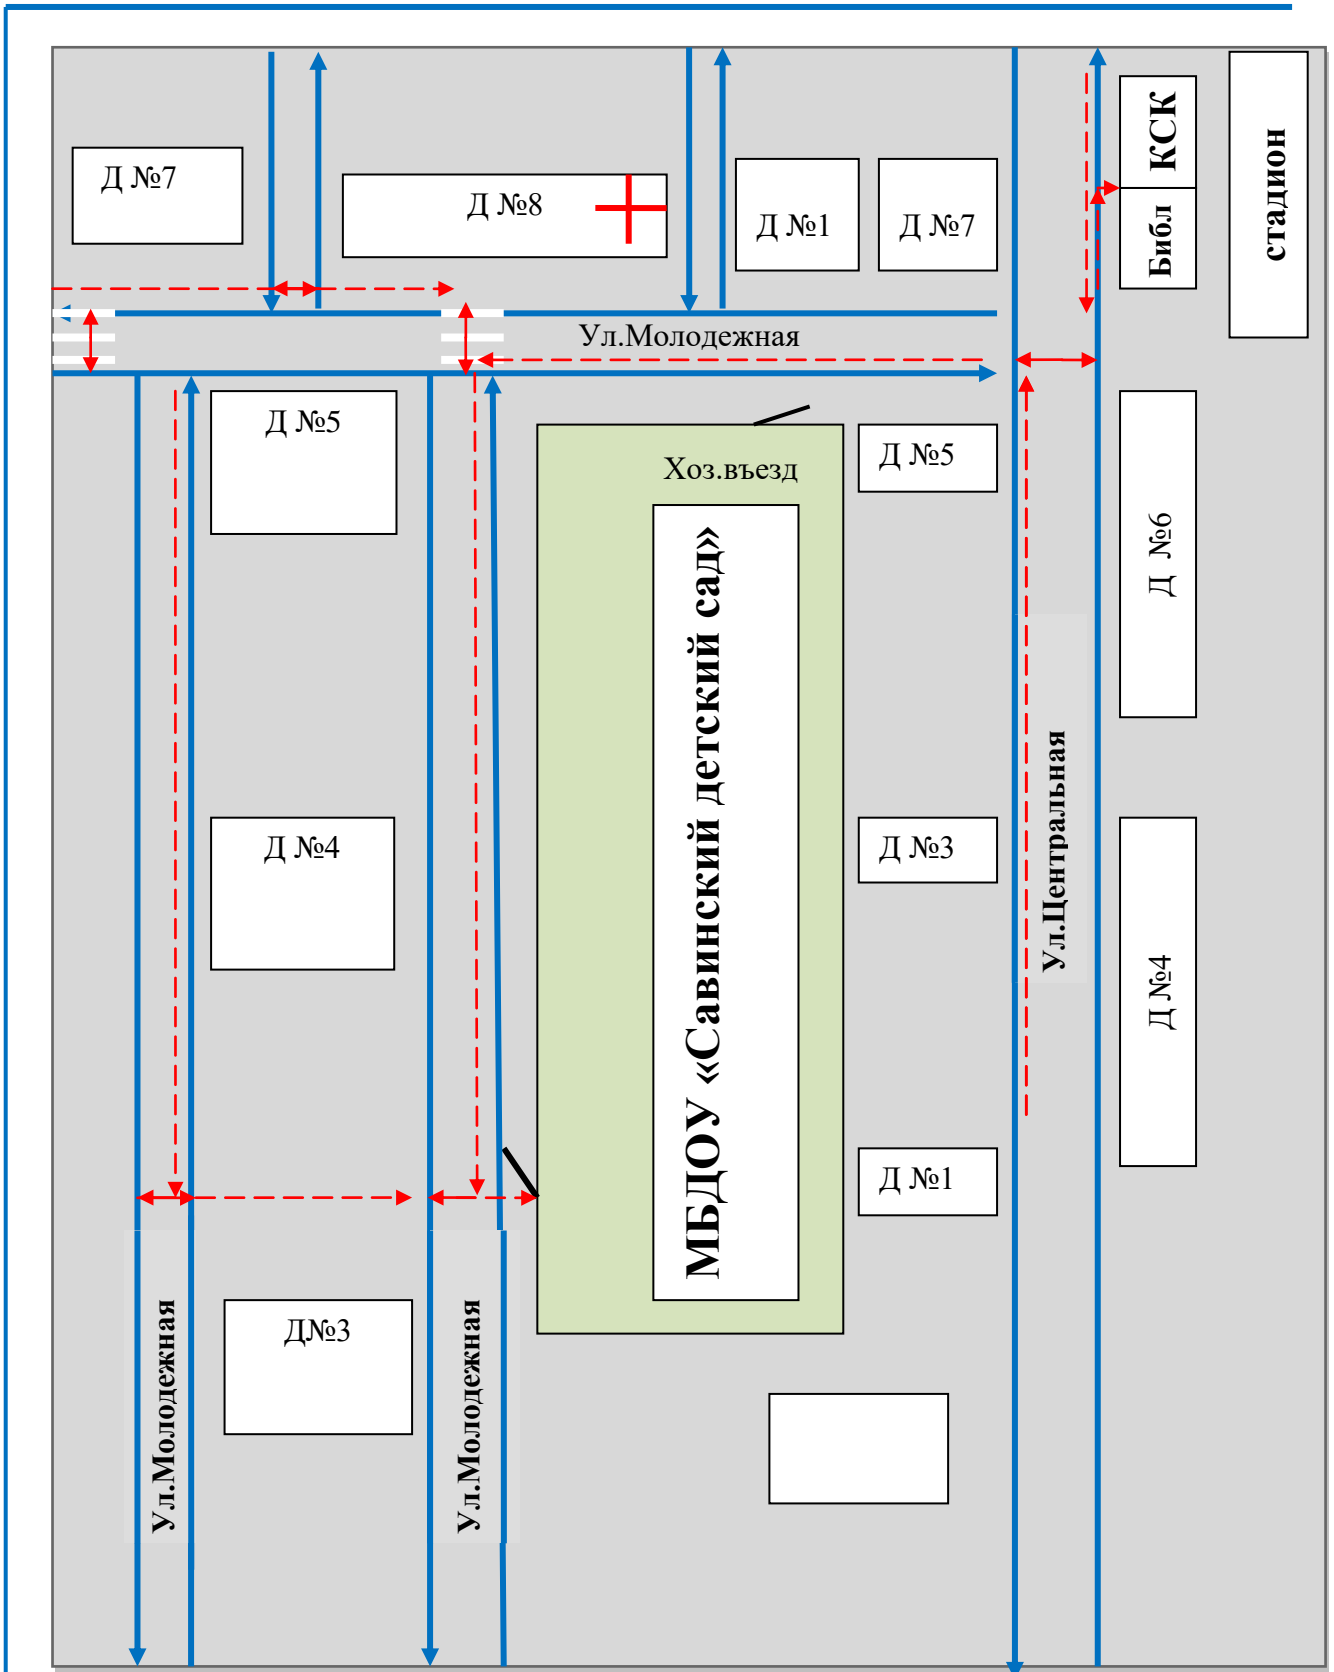 КСК
стадион
Д №7
Д №8
Д №1
Д №7
Библ
Ул.Молодежная
Д №5
Д №5
Хоз.въезд
Д №6
МБДОУ «Савинский детский сад»
Ул.Центральная
Д №4
Д №3
Д №4
Д №1
Д№3
Ул.Молодежная
Ул.Молодежная